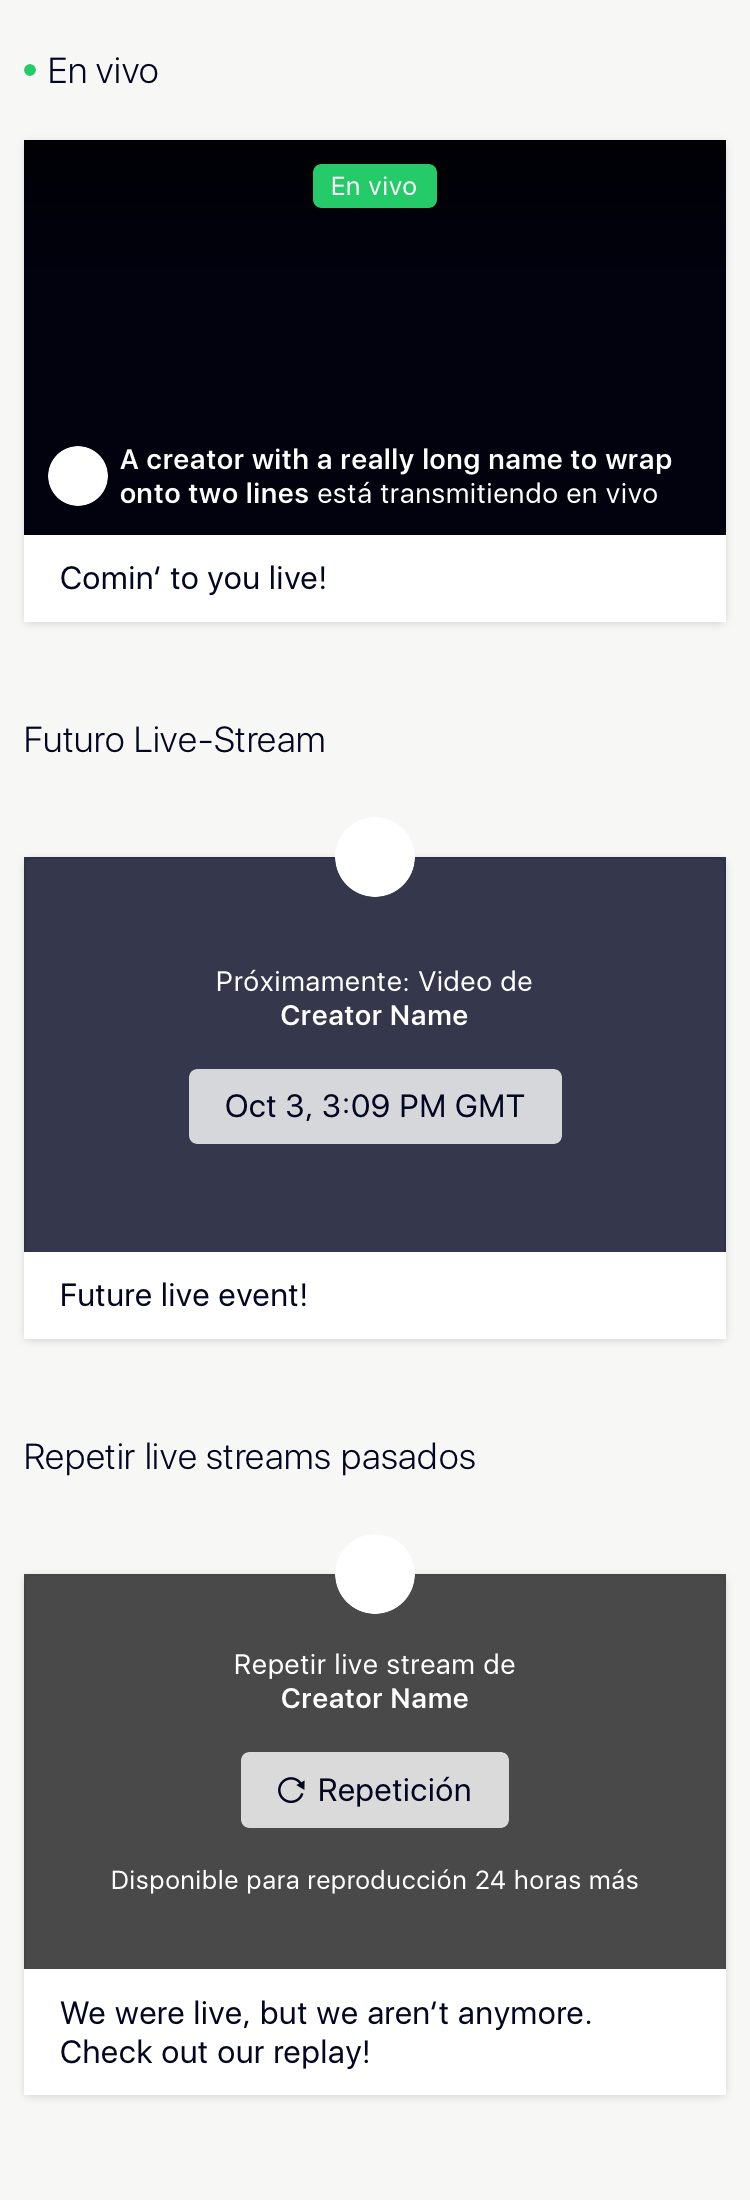 En vivo
En vivo
A creator with a really long name to wrap
onto two lines está transmitiendo en vivo
Comin’ to you live!
Futuro Live-Stream
Próximamente: Video de
Creator Name
Oct 3, 3:09 PM GMT
Future live event!
Repetir live streams pasados
Repetir live stream de
Creator Name
Repetición
Disponible para reproducción 24 horas más
We were live, but we aren’t anymore.
Check out our replay!